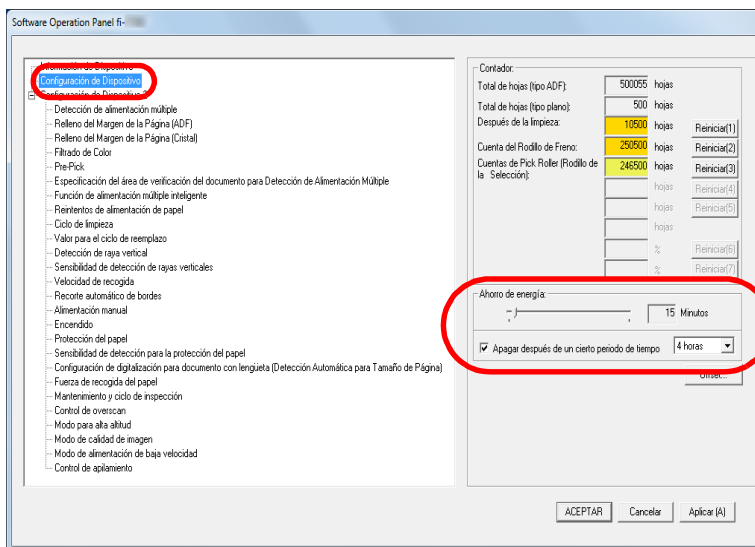 Software Operation Panel fi-
Información de Dispositivo
Configuración de Dispositivo
Configuración de Dispositivo 2
Detección de alimentación múltiple
Relleno del Margen de la Página (ADF)
Relleno del Margen de la Página (Cristal)
Filtrado de Color
Pre-Pick
Especificación del área de verificación del documento para Detección de Alimentación Múltiple
Función de alimentación múltiple inteligente
Reintentos de alimentación de papel
Ciclo de limpieza
Valor para el ciclo de reemplazo
Detección de raya vertical
Sensibilidad de detección de rayas verticales
Velocidad de recogida
Recorte automático de bordes
Alimentación manual
Encendido
Protección del papel
Sensibilidad de detección para la protección del papel
Configuración de digitalización para documento con lengüeta (Detección Automática para Tamaño de Página)
Fuerza de recogida del papel
Mantenimiento y ciclo de inspección
Control de overscan
Modo para alta altitud
Modo de calidad de imagen
Modo de alimentación de baja velocidad
Control de apilamiento
Contador:
Total de hojas (tipo ADF): 500055 hojas
Total de hojas (tipo plano): 500 hojas
Después de la limpieza: 10500 hojas Reiniciar(1)
Cuenta del Rodillo de Freno: 250500 hojas Reiniciar(2)
Cuentas de Pick Roller (Rodillo de 246500 hojas Reiniciar(3)
la Selección):
hojas Reiniciar(4)
hojas Reiniciar(5)
hojas
% Reiniciar(6)
% Reiniciar(7)
Ahorro de energía:
15 Minutos
Apagar después de un cierto periodo de tiempo 4 horas
Offset...
ACEPTAR Cancelar Aplicar (A)